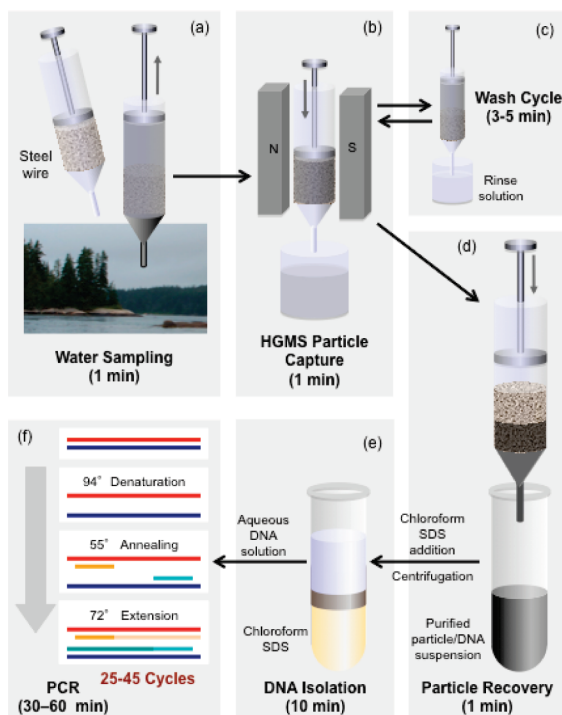 (a)
Steel
wire
Water Sampling
(1 min)
(b)
N
S
HGMS Particle
Capture
(1 min)
(c)
Wash Cycle
(3-5 min)
Rinse
solution
(d)
Chloroform
SDS
addition
Centrifugation
Purified
particle/DNA
suspension
Particle Recovery
(1 min)
(e)
Aqueous
DNA
solution
Chloroform
SDS
DNA Isolation
(10 min)
(f)
94° Denaturation
55° Annealing
72° Extension
25-45 Cycles
PCR
(30–60 min)